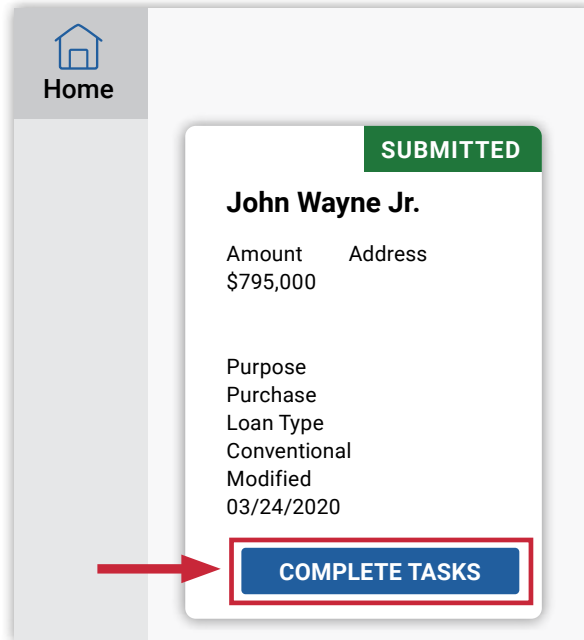 Home
SUBMITTED
John Wayne Jr.
Amount Address
$795,000
Purpose
Purchase
Loan Type
Conventional
Modified
03/24/2020
COMPLETE TASKS